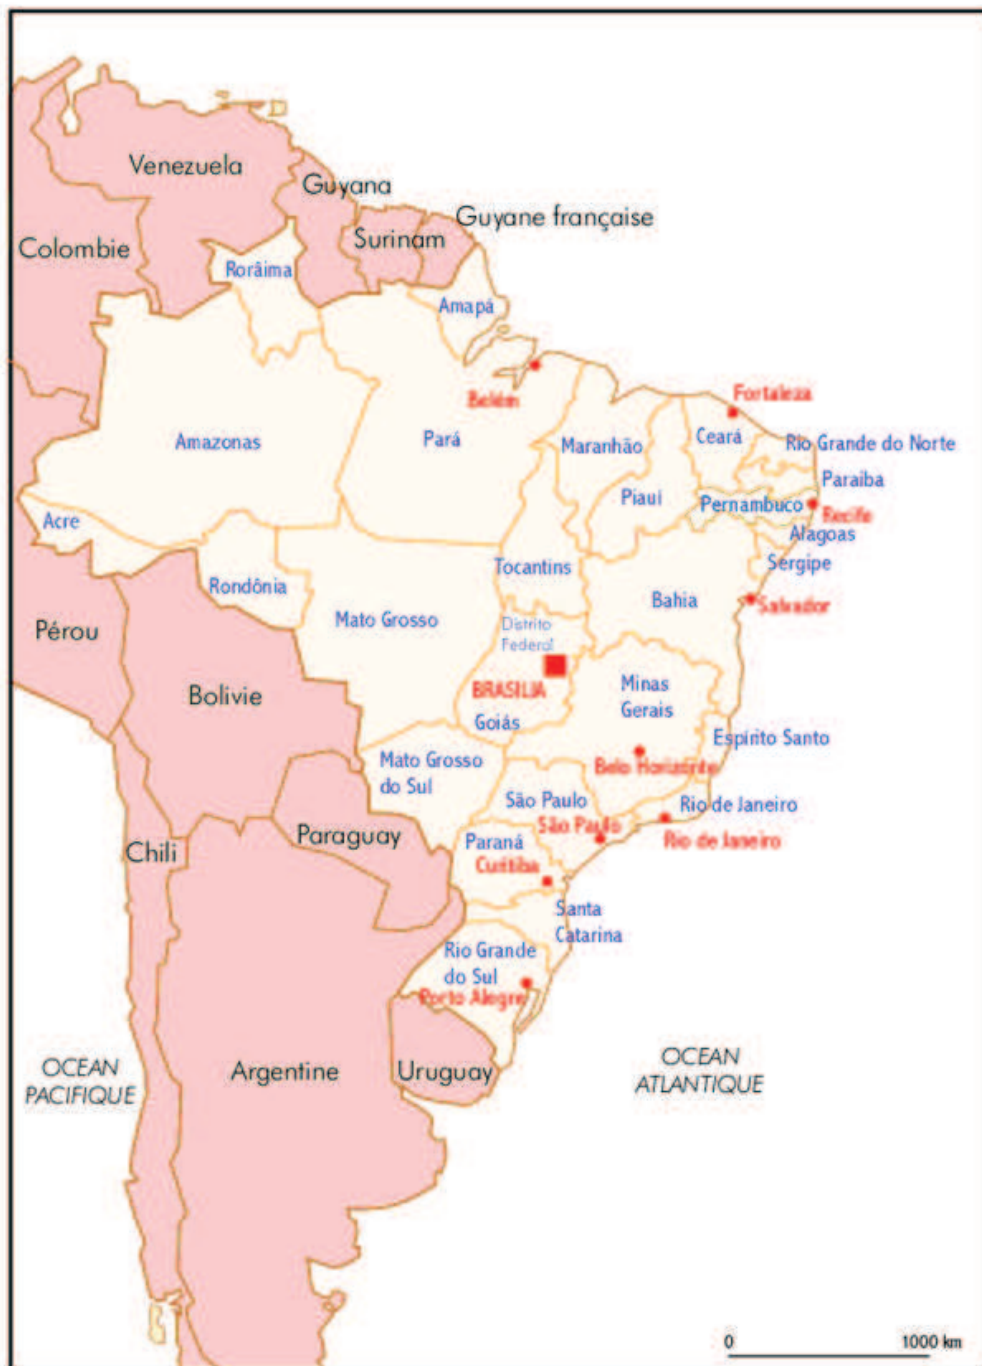 Venezuela
Guyana
Guyane française
Surinam
Colombie
Rorâima
Amapá
Belém
Fortaleza
Amazonas
Pará
Maranhão
Ceará
Rio Grande do Norte
Paraiba
Piauí
Pernambuco
Recife
Acre
Alagoas
Sergipe
Tocantins
Rondônia
Bahia
Salvador
Mato Grosso
Distrito
Federal
Pérou
Bolivie
BRASILIA
Minas
Gerais
Goiás
Espírito Santo
Mato Grosso
do Sul
Belo Horizonte
São Paulo
Rio de Janeiro
São Paulo
Rio de Janeiro
Paraguay
Chili
Paraná
Curitiba
Santa
Catarina
Rio Grande
do Sul
Porto Alegre
OCEAN
PACIFIQUE
Argentine
Uruguay
OCEAN
ATLANTIQUE
0 1000 km